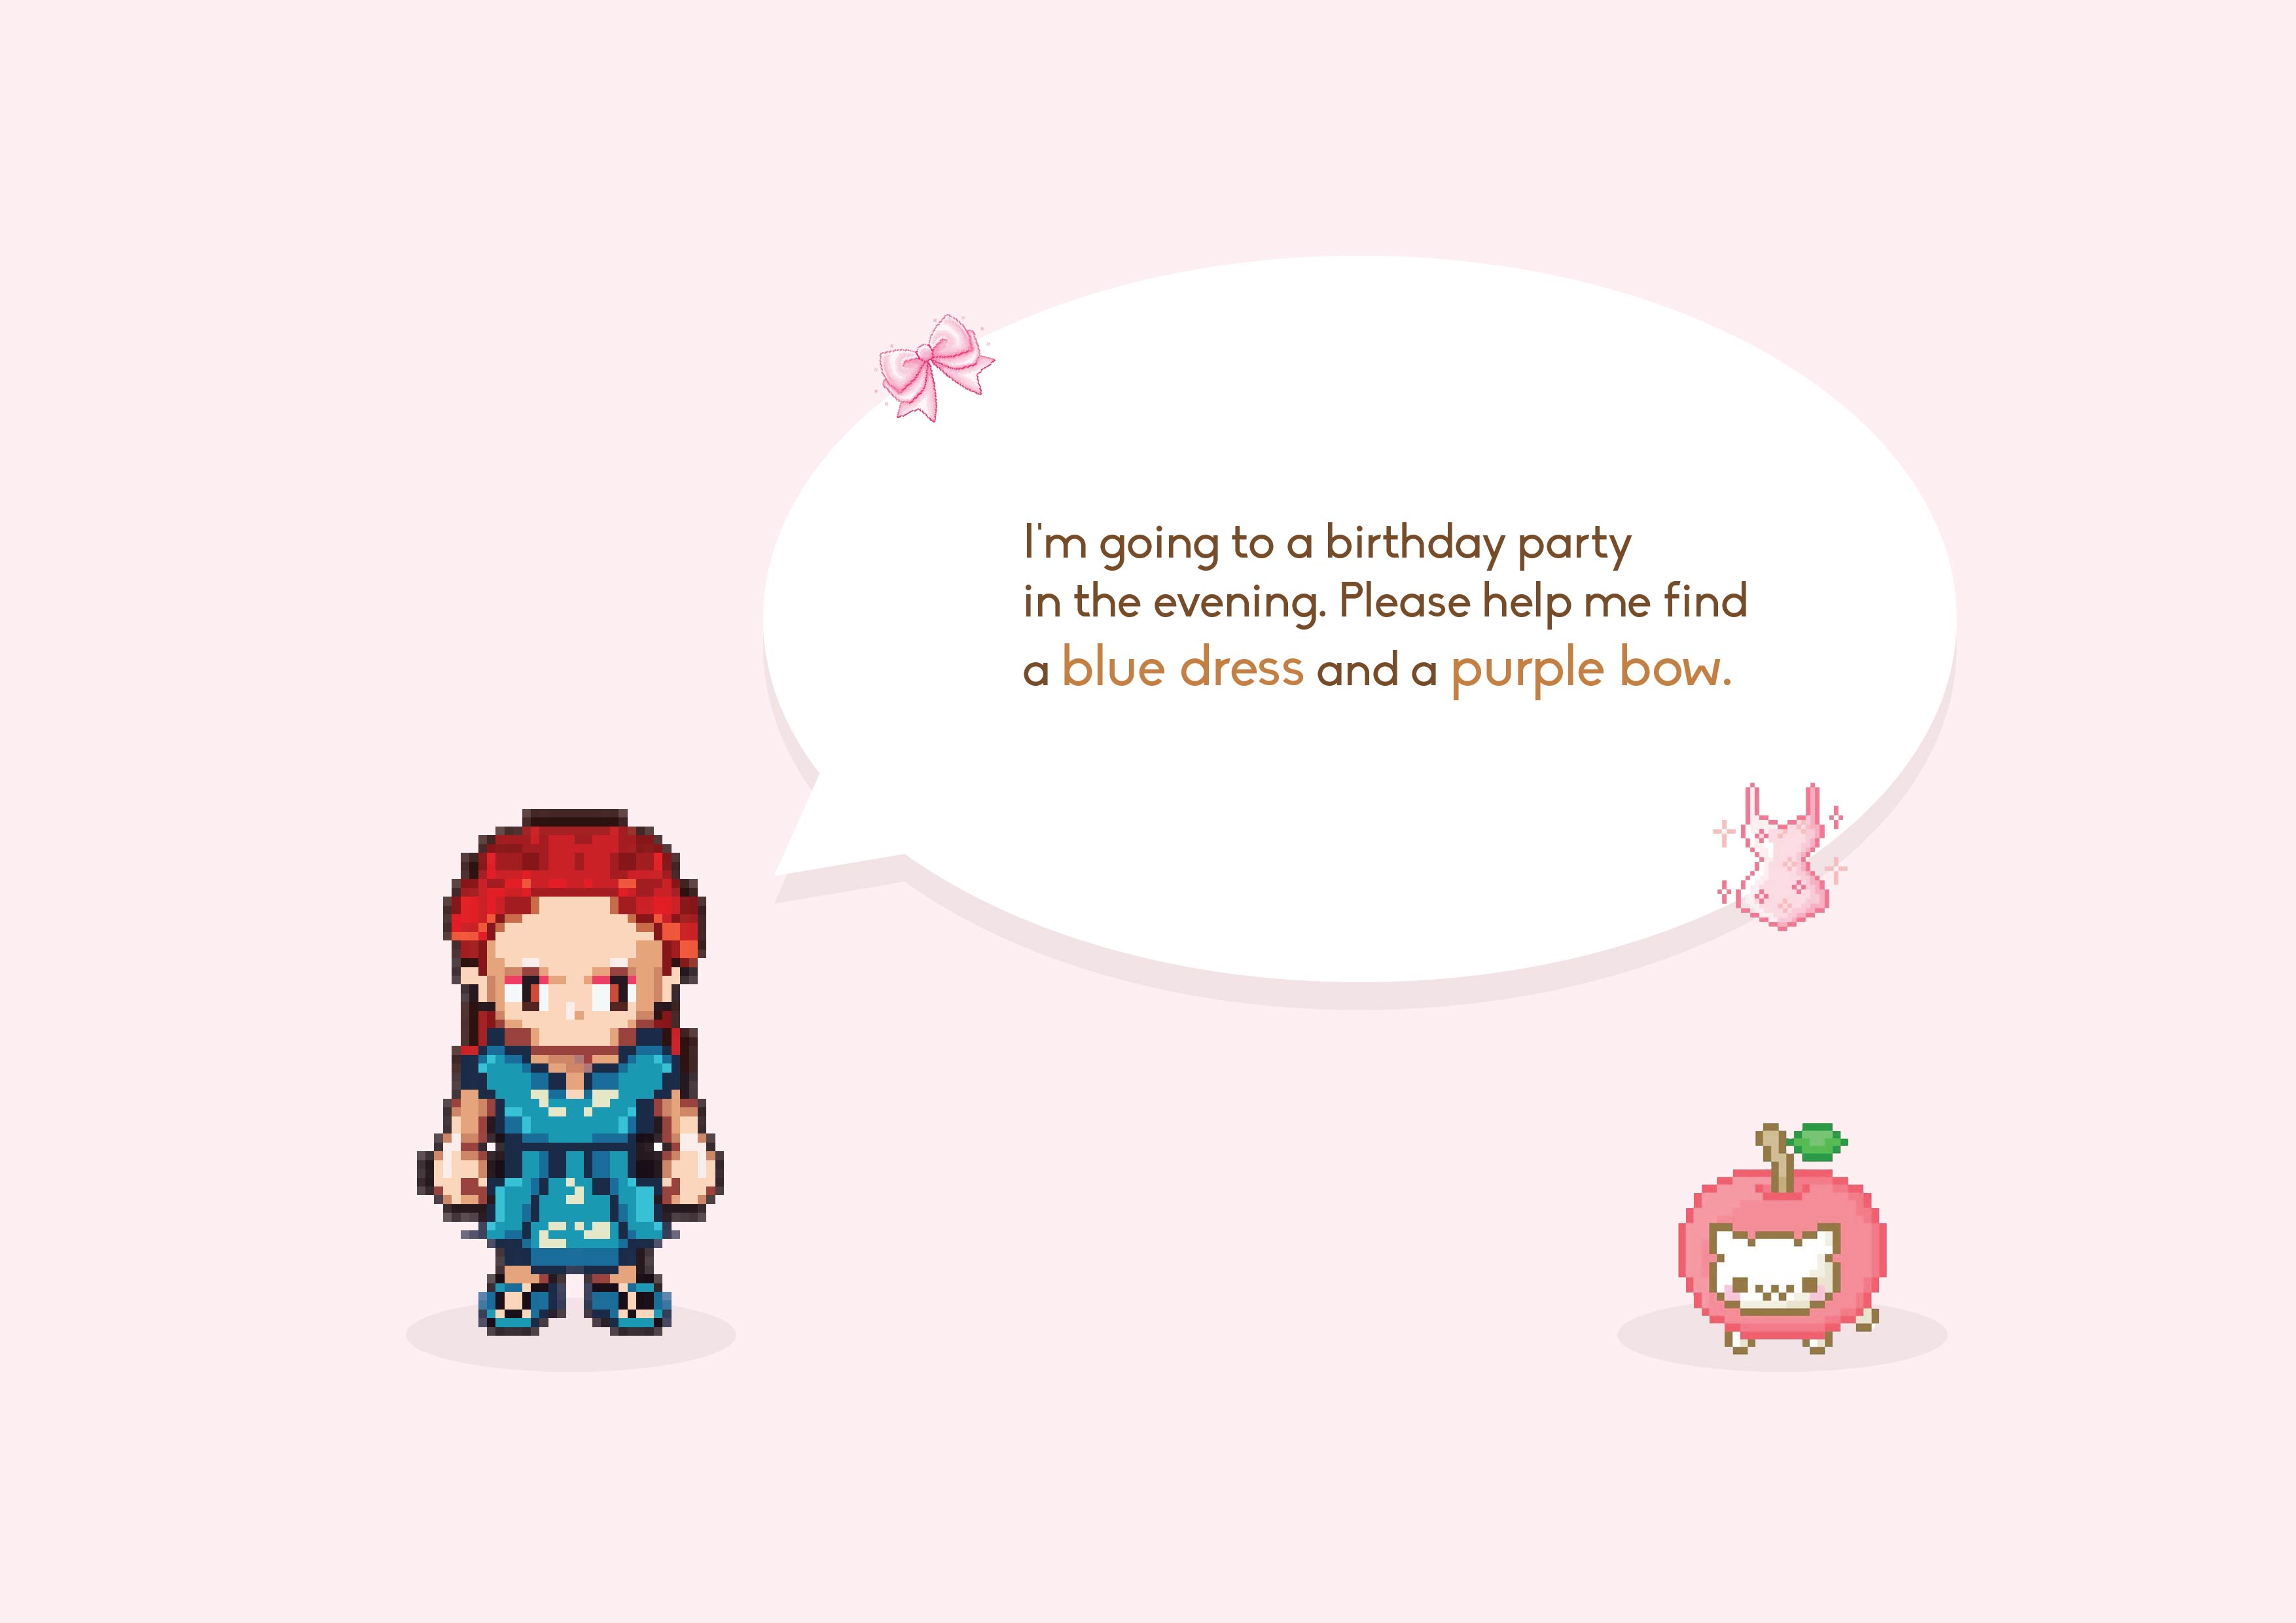 I'm going to a birthday party
in the evening. Please help me find
a blue dress and a purple bow.